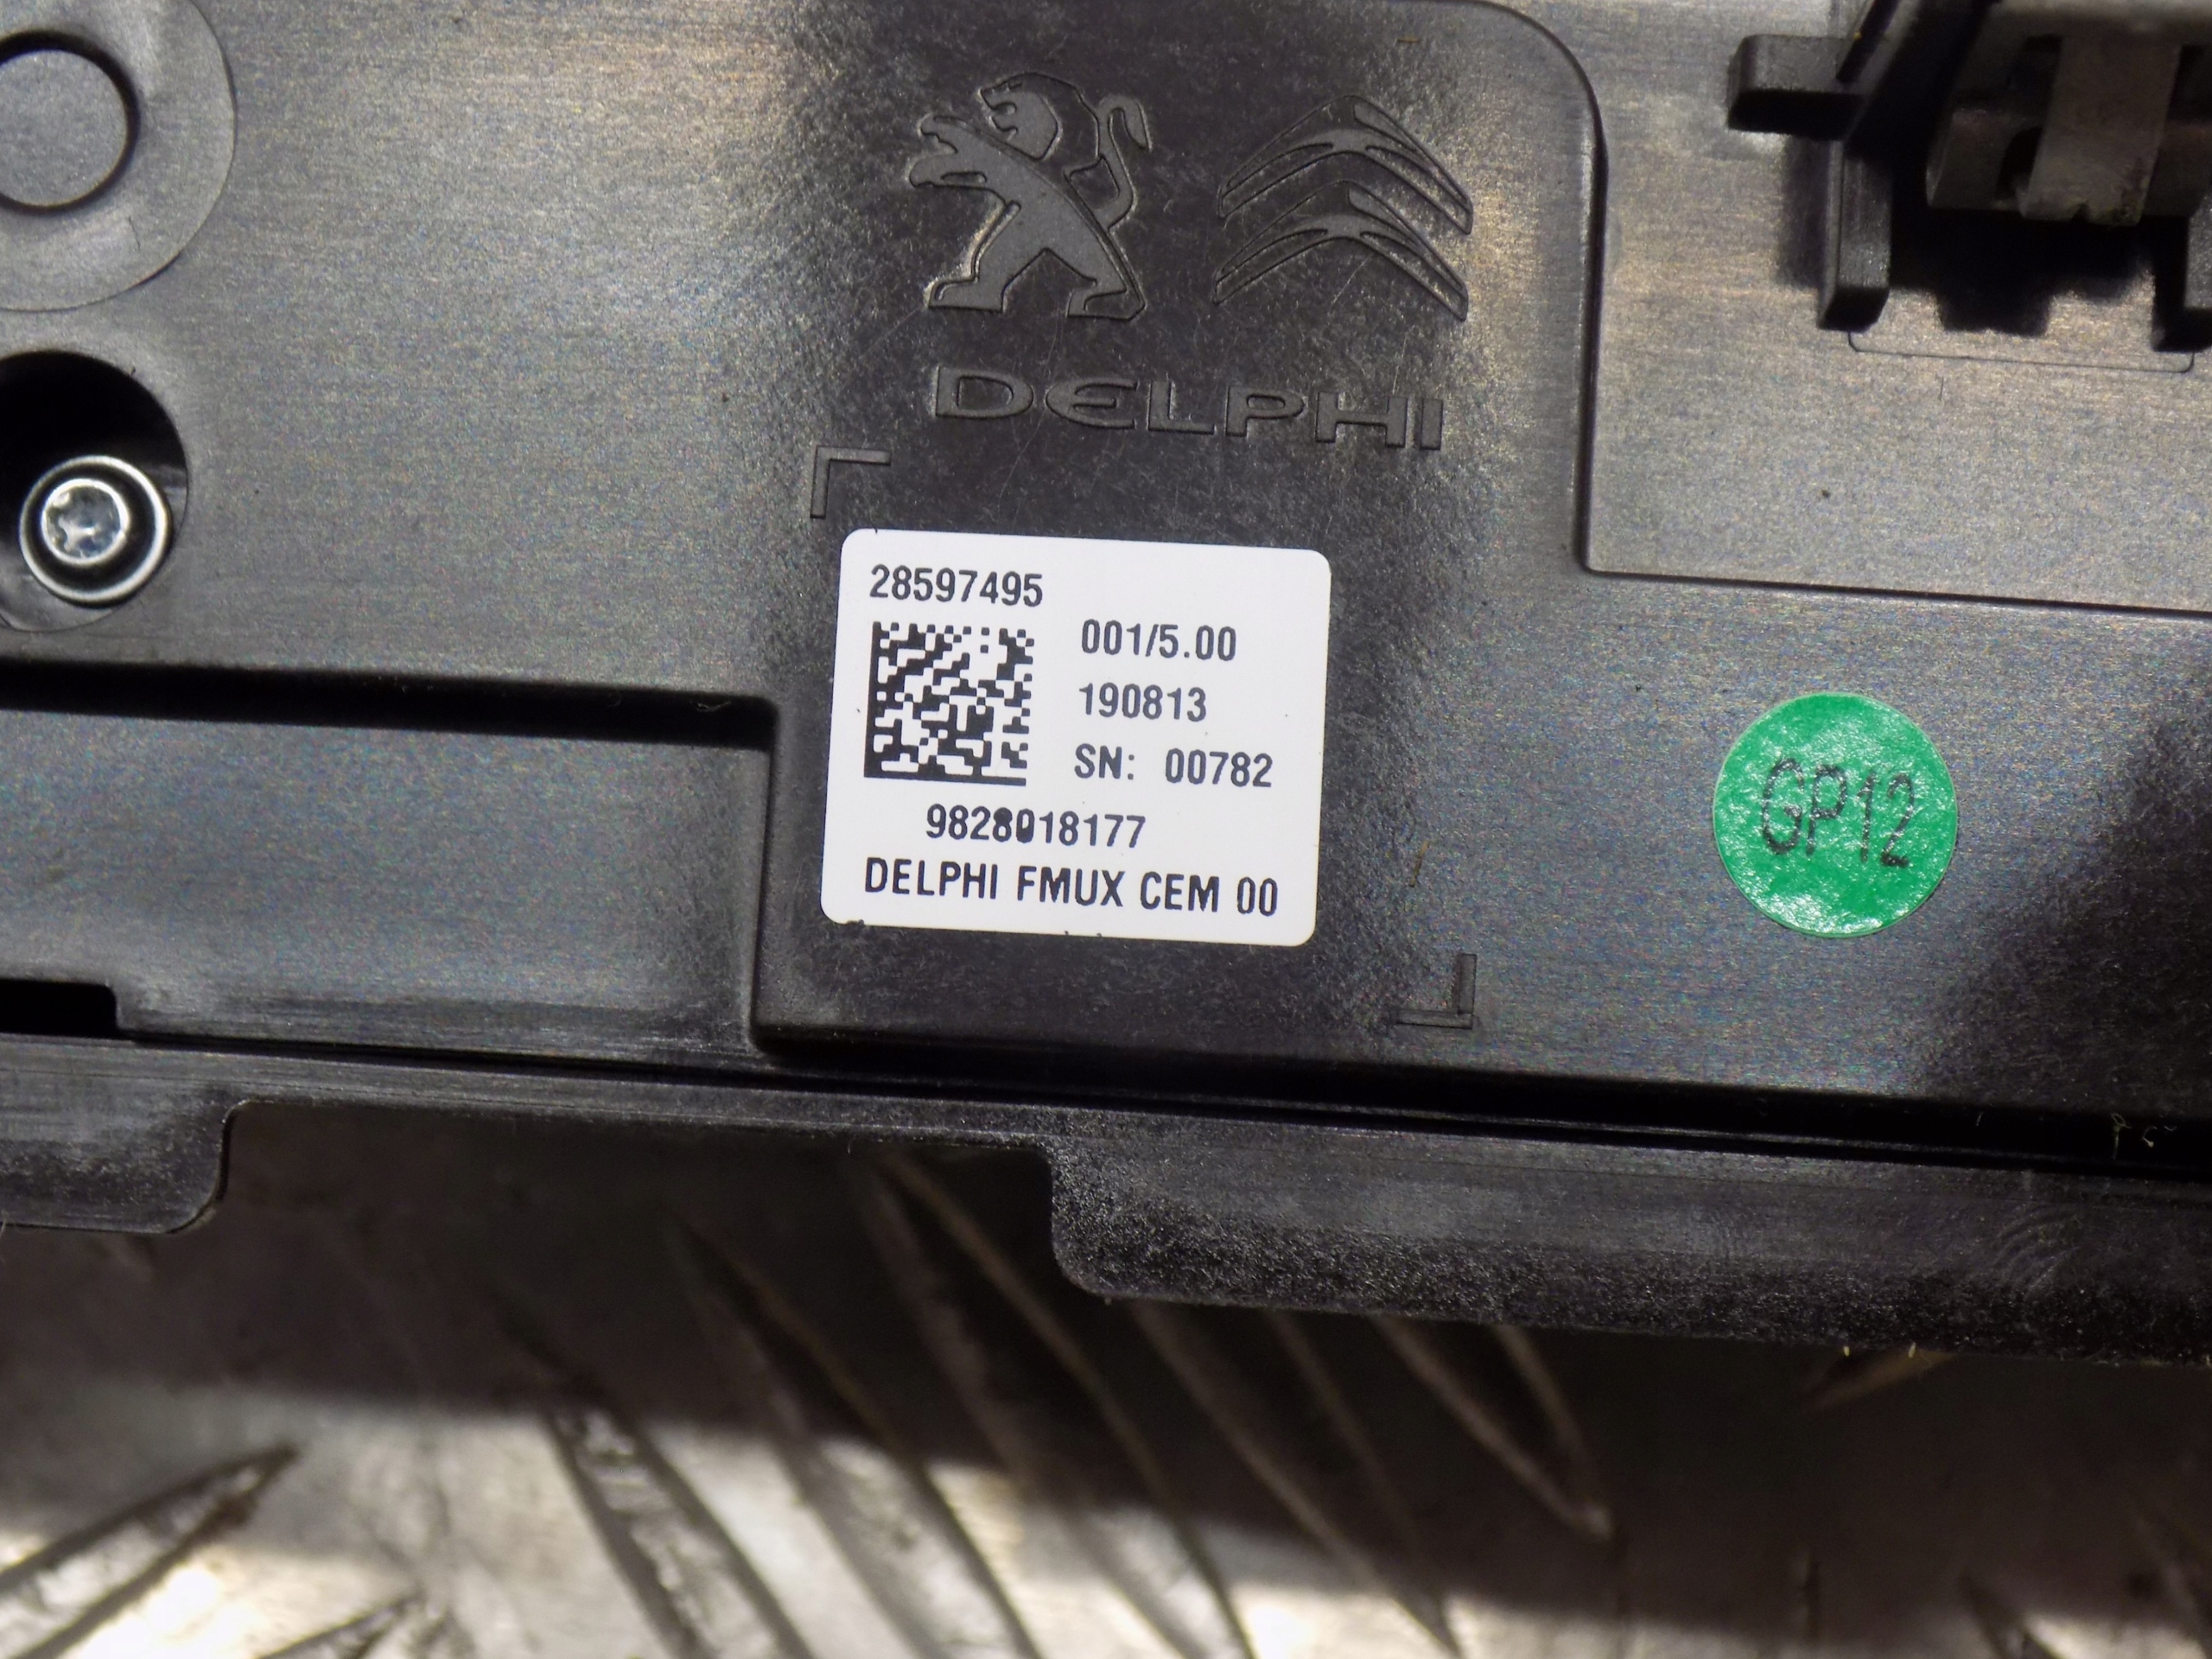 DELPHI
28597495
001/5.00
190813
SN: 00782
9828018177
DELPHI FMUX CEM 00
GP12